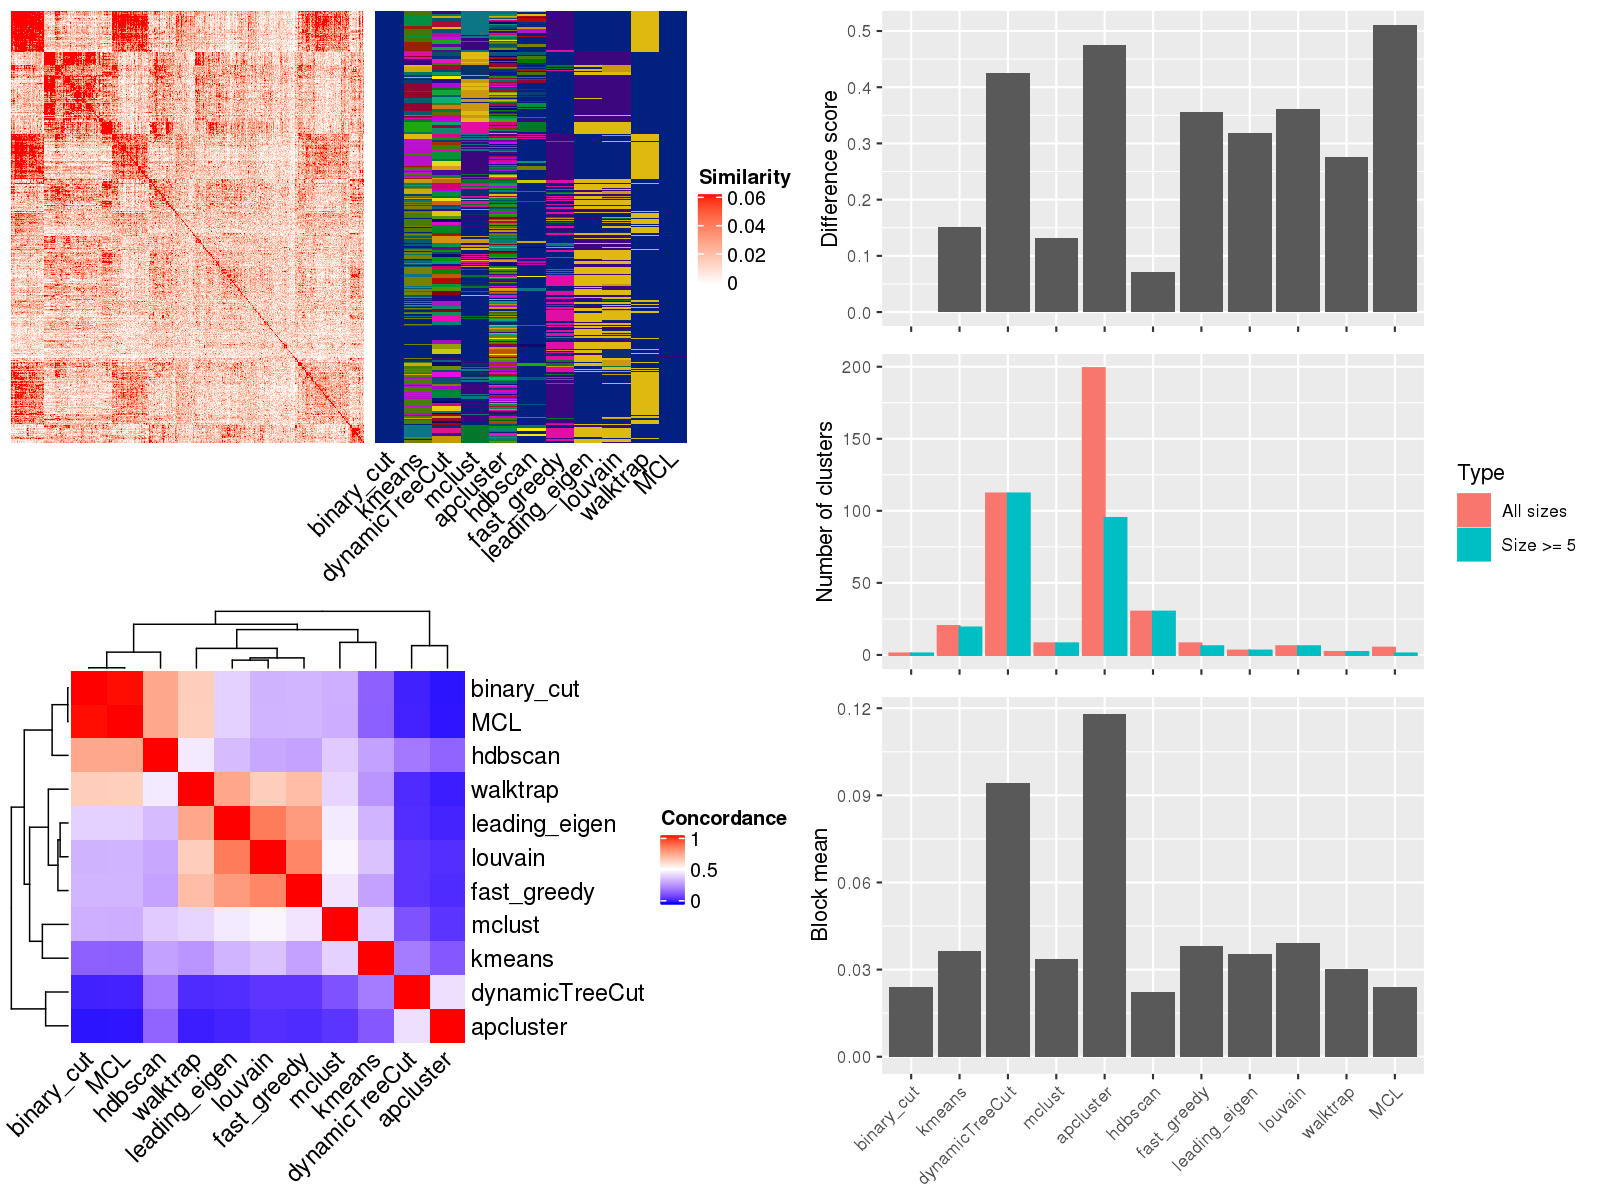 Similarity
0.06
0.04
0.02
0
binary_cut
kmeans
dynamicTreeCut
mclust
apcluster
hdbscan
fast_greedy
leading_eigen
louvain
walktrap
MCL
binary_cut
MCL
hdbscan
walktrap
leading_eigen
louvain
fast_greedy
mclust
kmeans
dynamicTreeCut
apcluster
Concordance
1
0.5
0
binary_cut
MCL
hdbscan
walktrap
leading_eigen
louvain
fast_greedy
mclust
kmeans
dynamicTreeCut
apcluster
Difference score
0.5
0.4
0.3
0.2
0.1
0.0
Number of clusters
200
150
100
50
0
Type
All sizes
Size >= 5
Block mean
0.12
0.09
0.06
0.03
0.00
binary_cut
kmeans
dynamicTreeCut
mclust
apcluster
hdbscan
fast_greedy
leading_eigen
louvain
walktrap
MCL